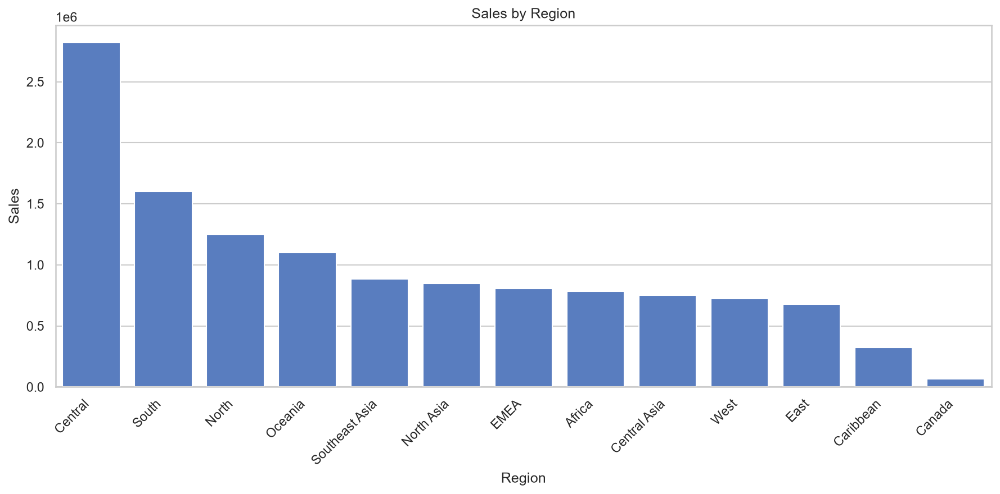 Sales by Region
1e6
2.5
2.0
1.5
1.0
0.5
0.0
Sales
Central
South
North
Oceania
Southeast Asia
North Asia
EMEA
Africa
Central Asia
West
East
Caribbean
Canada
Region